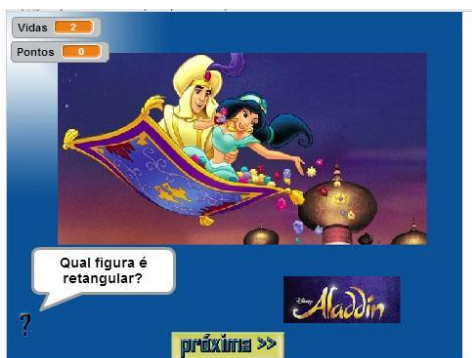 Vidas 2
Pontos 0
Qual figura é
retangular?
?
Disney
Aladdin
próxima >>